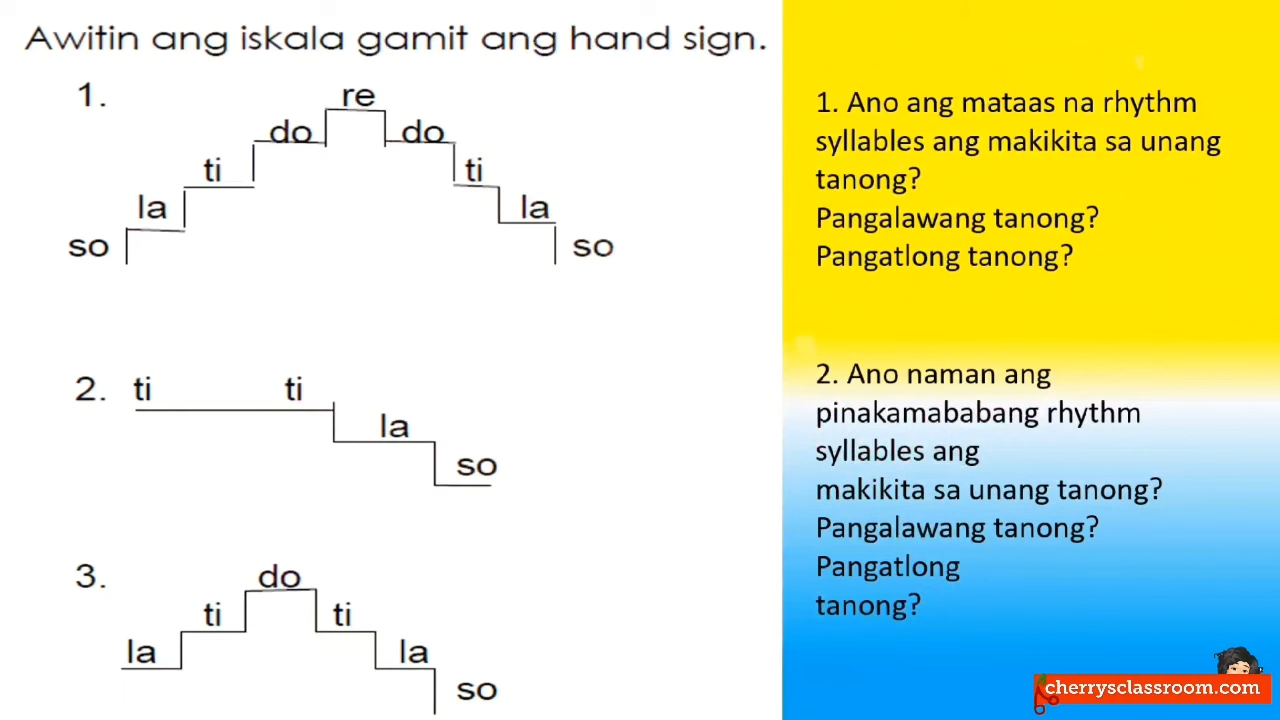 Awitin ang iskala gamit ang hand sign.
1.
re
do do
ti ti
la la
so so
2. ti ti
la
so
3. do
ti ti
la la
so
1. Ano ang mataas na rhythm
syllables ang makikita sa unang
tanong?
Pangalawang tanong?
Pangatlong tanong?
2. Ano naman ang
pinakamababang rhythm
syllables ang
makikita sa unang tanong?
Pangalawang tanong?
Pangatlong
tanong?
cherrysclassroom.com